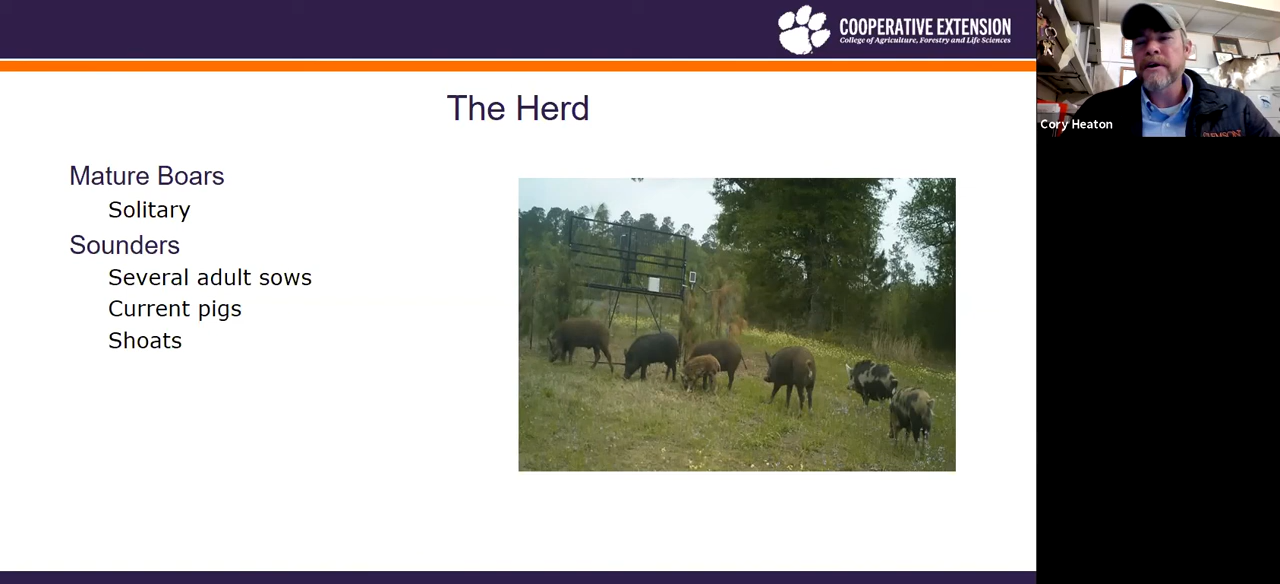 COOPERATIVE EXTENSION
College of Agriculture, Forestry and Life Sciences
The Herd
Mature Boars
Solitary
Sounders
Several adult sows
Current pigs
Shoats
Cory Heaton
CLEMSON